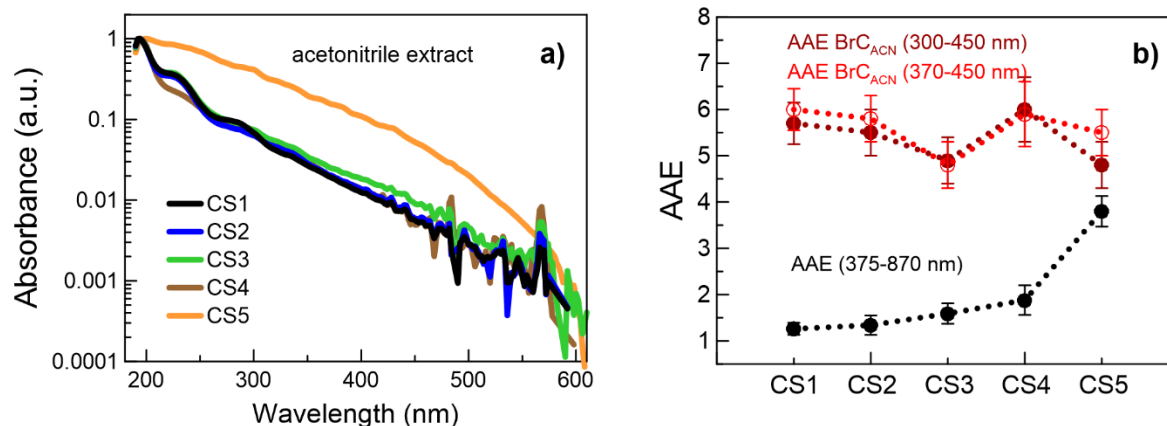 acetonitrile extract
a)
Absorbance (a.u.)
1
0.1
0.01
0.001
0.0001
CS1
CS2
CS3
CS4
CS5
200 300 400 500 600
Wavelength (nm)
b)
AAE
8
7
6
5
4
3
2
1
AAE BrC_ACN (300-450 nm)
AAE BrC_ACN (370-450 nm)
AAE (375-870 nm)
CS1 CS2 CS3 CS4 CS5